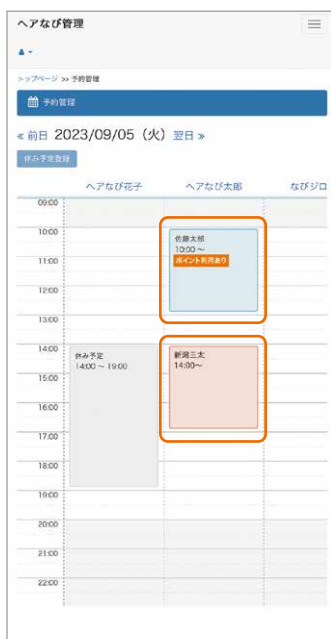 ヘアなび管理
トップページ >> 予約管理
予約管理
« 前日 2023/09/05（火）翌日 »
休み予定登録
ヘアなび花子 ヘアなび太郎 なびジロ
09:00
10:00
佐藤太郎
10:00 ～
ポイント利用あり
11:00
12:00
13:00
14:00
休み予定
14:00 ～ 19:00
新潟三太
14:00～
15:00
16:00
17:00
18:00
19:00
20:00
21:00
22:00